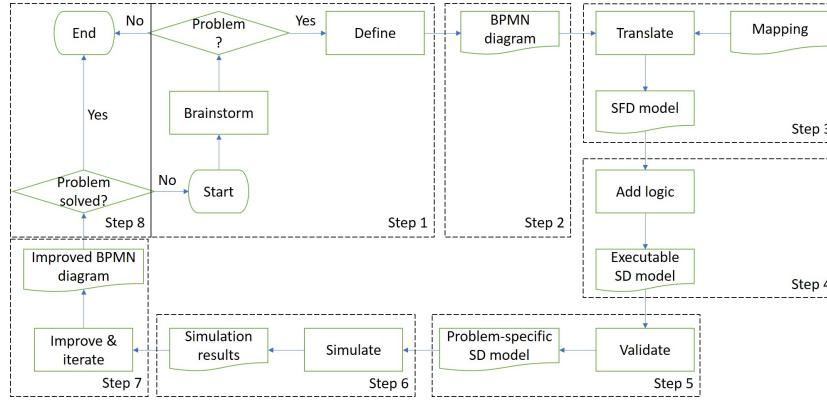 End
No
Problem
?
Yes
Define
BPMN
diagram
Translate
Mapping
Brainstorm
SFD model
Step 3
Yes
Problem
solved?
No
Start
Add logic
Step 8
Step 1
Step 2
Improved BPMN
diagram
Executable
SD model
Step 4
Improve &
iterate
Simulation
results
Simulate
Problem-specific
SD model
Validate
Step 7
Step 6
Step 5